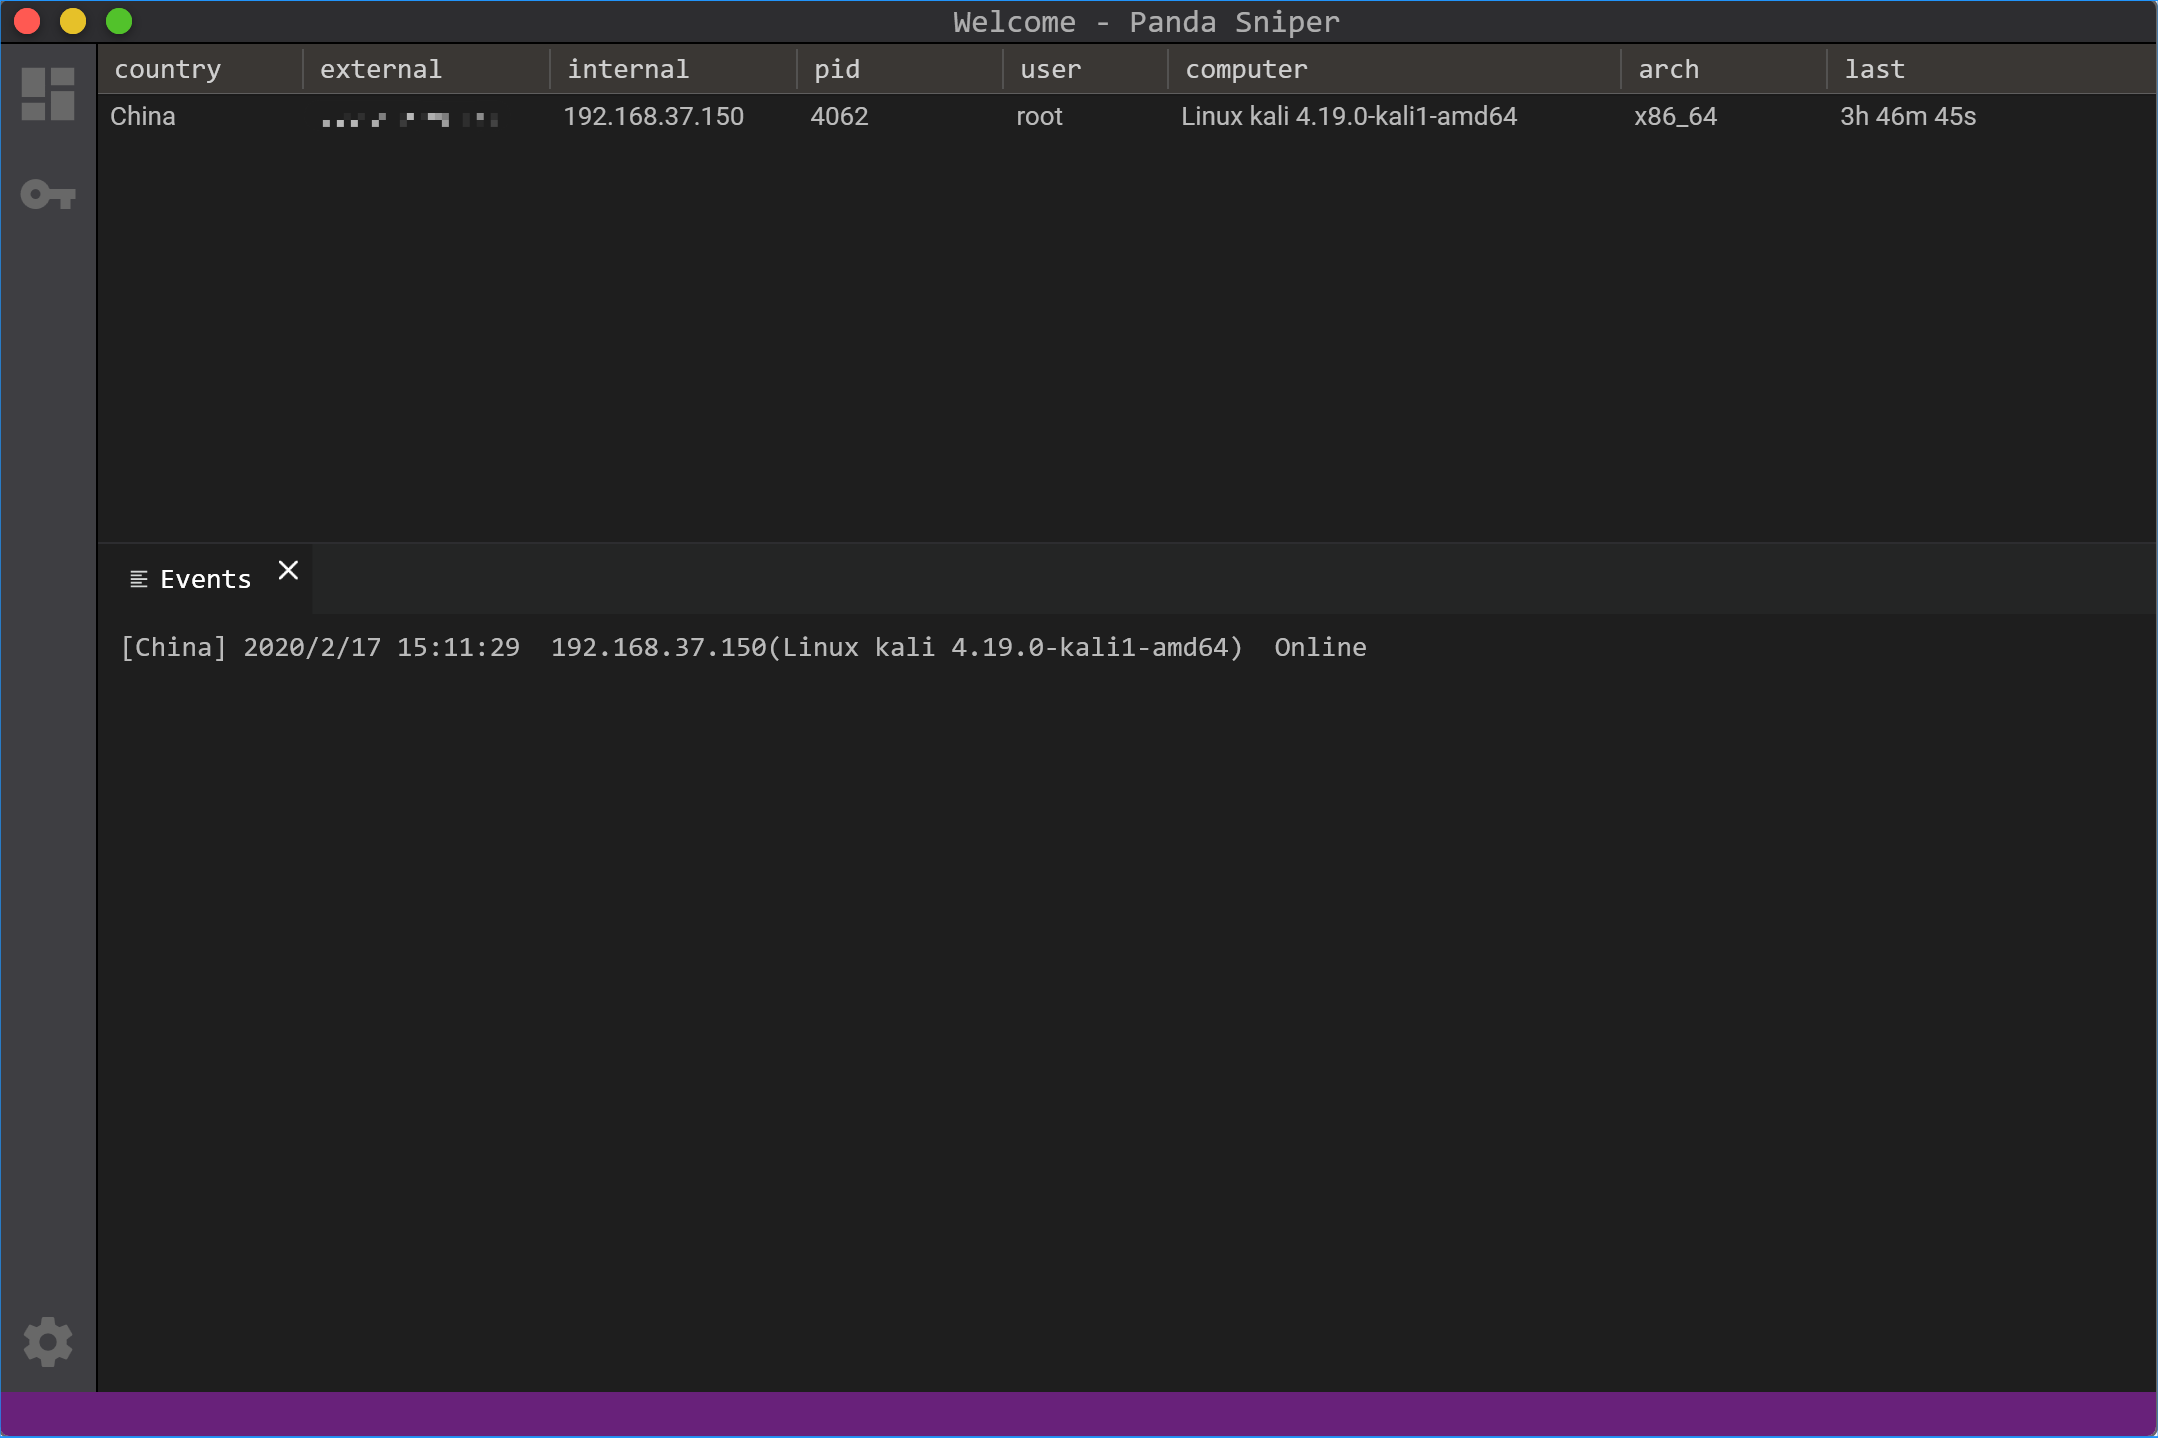 Welcome - Panda Sniper
country external internal pid user computer arch last
China 192.168.37.150 4062 root Linux kali 4.19.0-kali1-amd64 x86_64 3h 46m 45s
Events
[China] 2020/2/17 15:11:29  192.168.37.150(Linux kali 4.19.0-kali1-amd64)  Online